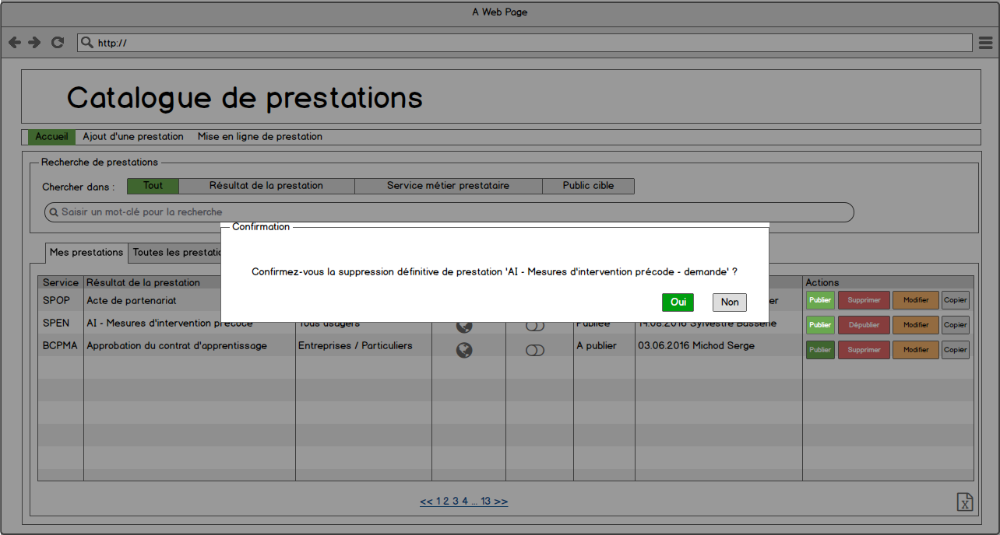 A Web Page
http://
Catalogue de prestations
Accueil Ajout d'une prestation Mise en ligne de prestation
Recherche de prestations
Chercher dans : Tout Résultat de la prestation Service métier prestataire Public cible
Saisir un mot-clé pour la recherche
Confirmation
Mes prestations Toutes les
Confirmez-vous la suppression définitive de prestation 'AI - Mesures d'intervention précode - demande' ?
Oui Non
Service Résultat de la prestation Actions
SPOP Acte de partenariat Publier Supprimer Modifier Copier
SPEN AI - Mesures d'intervention précoce Tous usagers Publiée 14.08.2016 Sylvestre Bassene Publier Dépublier Modifier Copier
BCPMA Approbation du contrat d'apprentissage Entreprises / Particuliers A publier 03.06.2016 Michod Serge Publier Supprimer Modifier Copier
<< 1 2 3 4 ... 13 >>
X